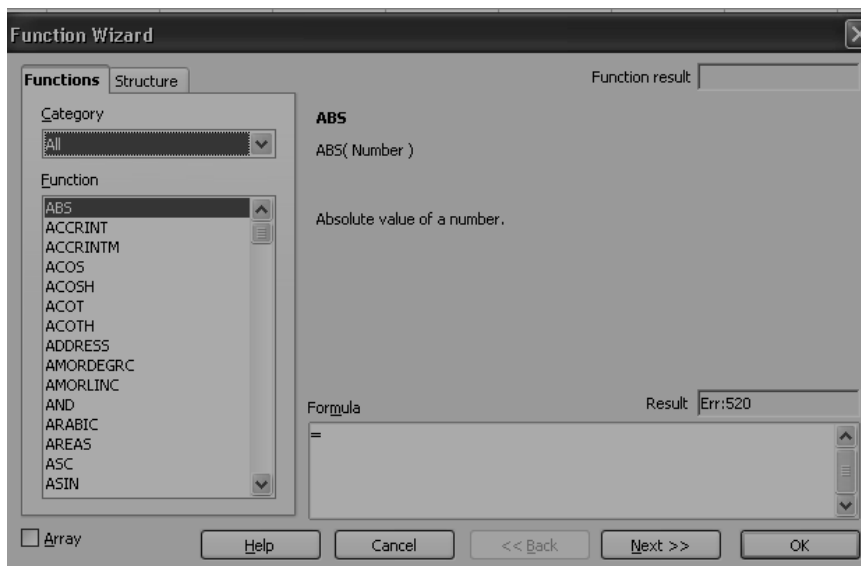 Function Wizard
Functions Structure
Function result
Category
All
Function
ABS
ACCRINT
ACCRINTM
ACOS
ACOSH
ACOT
ACOTH
ADDRESS
AMORDEGRC
AMORLINC
AND
ARABIC
AREAS
ASC
ASIN
ABS
ABS( Number )
Absolute value of a number.
Formula
Result Err:520
=
Array
Help
Cancel
<< Back
Next >>
OK